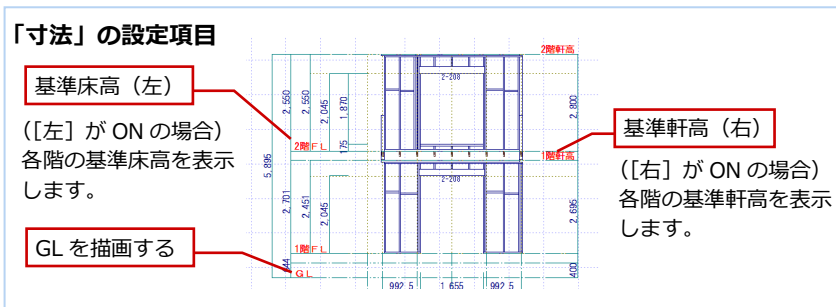 「寸法」の設定項目
基準床高（左）
（［左］が ON の場合）
各階の基準床高を表示
します。
GL を描画する
2階軒高
2-208
2,550
2,550
2,045
1,870
175
2階FL
5,895
2,800
1階軒高
2-208
2,701
2,451
2,045
2,695
1階FL
GL
400
992.5
1,655
992.5
基準軒高（右）
（［右］が ON の場合）
各階の基準軒高を表示
します。